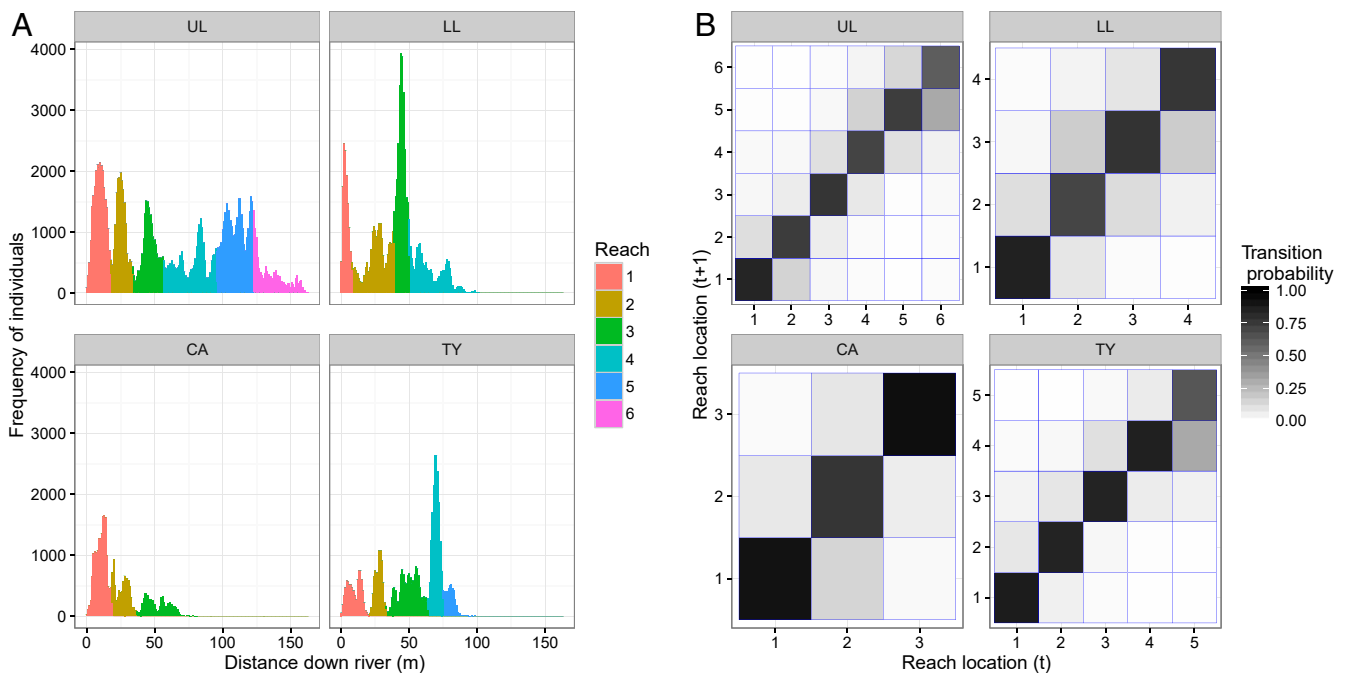 A
B
UL
LL
UL
LL
4000
3000
2000
1000
0
6
5
4
3
2
1
4
3
2
1
1 2 3 4 5 6
1 2 3 4
Frequency of individuals
Reach
1
2
3
4
5
6
Reach location (t+1)
Transition
probability
1.00
0.75
0.50
0.25
0.00
CA
TY
CA
TY
4000
3000
2000
1000
0
3
2
1
5
4
3
2
1
0 50 100 150
0 50 100 150
1 2 3
1 2 3 4 5
Distance down river (m)
Reach location (t)